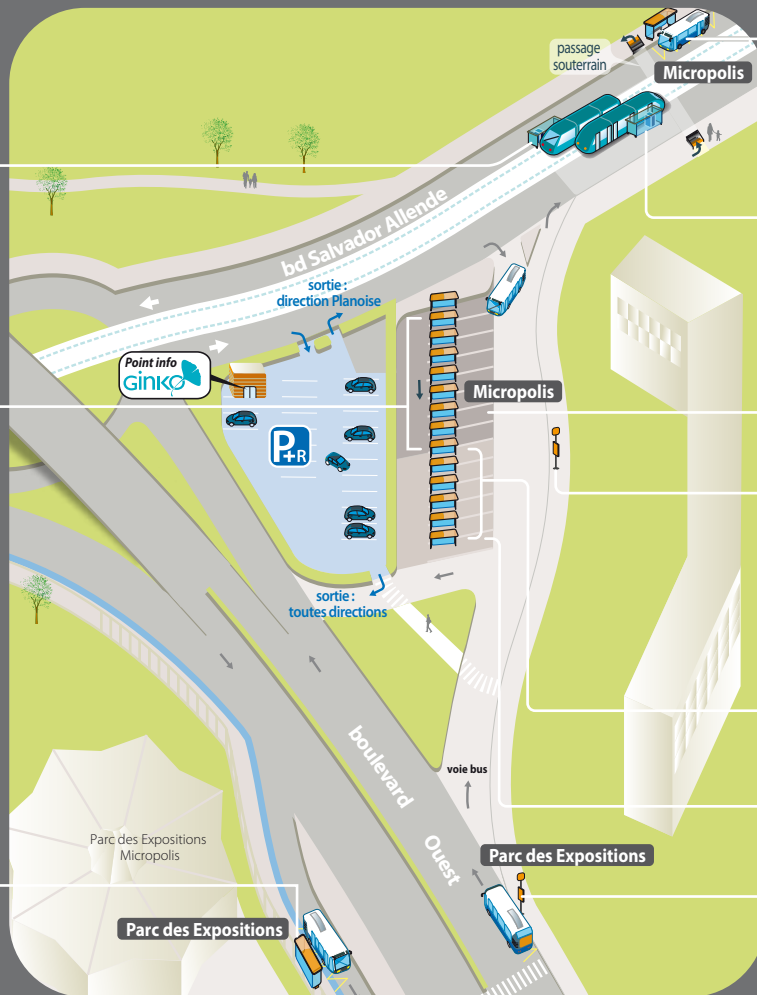 passage
souterrain
Micropolis
bd Salvador Allende
sortie :
direction Planoise
Point info
GINKO
Micropolis
P+R
sortie :
toutes directions
boulevard Ouest
voie bus
Parc des Expositions
Micropolis
Parc des Expositions
Parc des Expositions